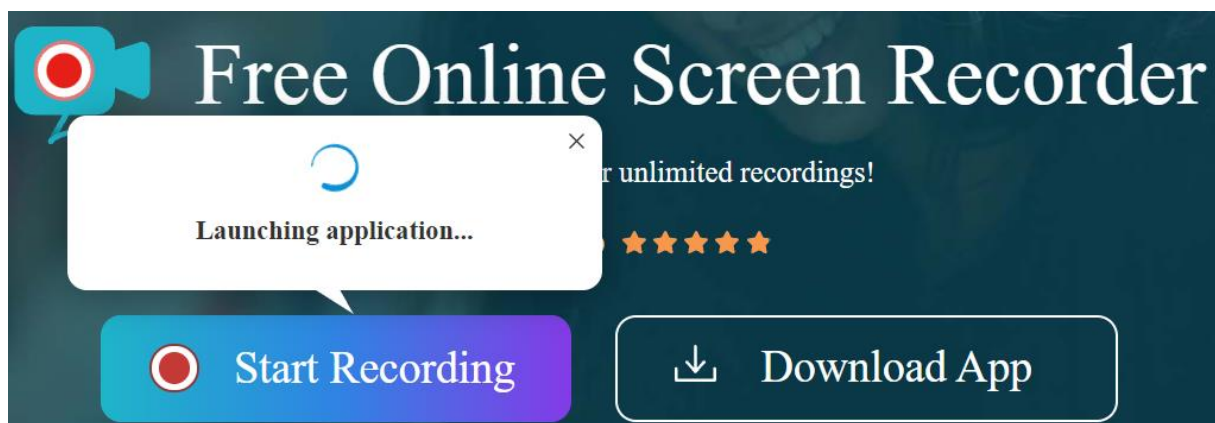 Free Online Screen Recorder
unlimited recordings!
Launching application...
Start Recording
Download App